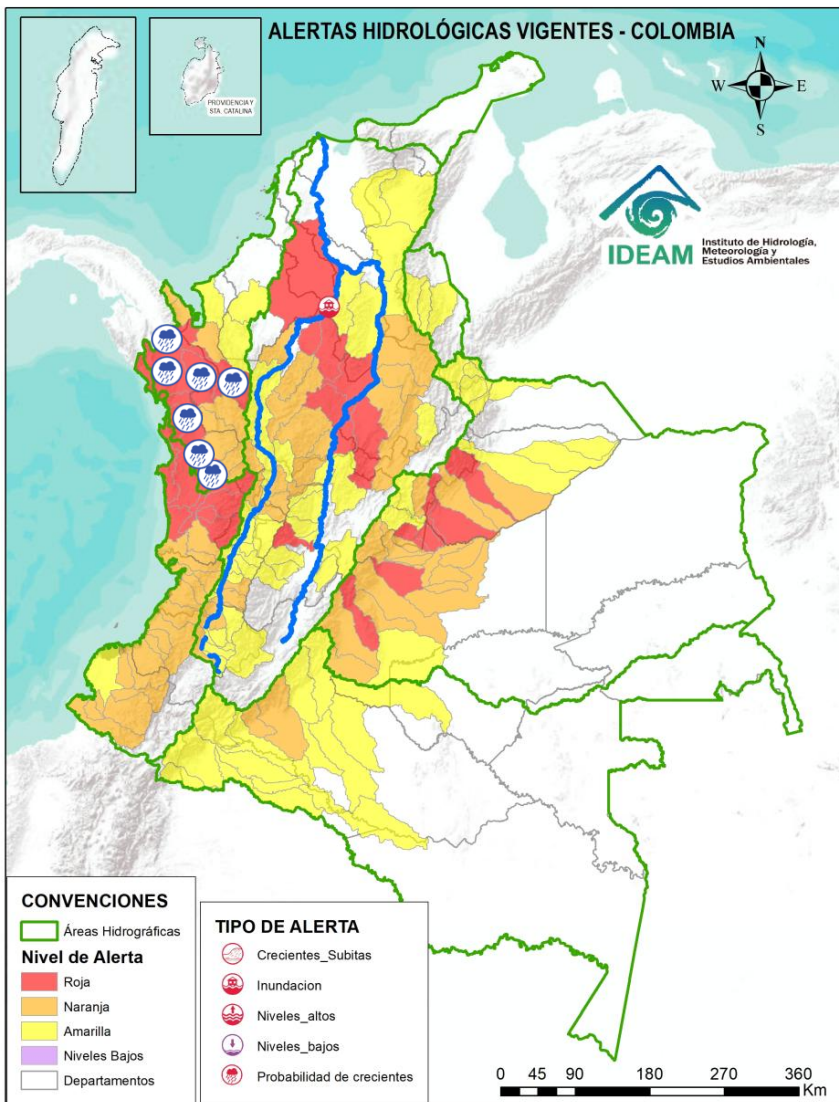 ALERTAS HIDROLÓGICAS VIGENTES - COLOMBIA
PROVIDENCIA Y
STA. CATALINA
N
W
E
S
IDEAM
Instituto de Hidrología,
Meteorología y
Estudios Ambientales
CONVENCIONES
Áreas Hidrográficas
Nivel de Alerta
Roja
Naranja
Amarilla
Niveles Bajos
Departamentos
TIPO DE ALERTA
Crecientes_Subitas
Inundacion
Niveles_altos
Niveles_bajos
Probabilidad de crecientes
0 45 90 180 270 360
Km